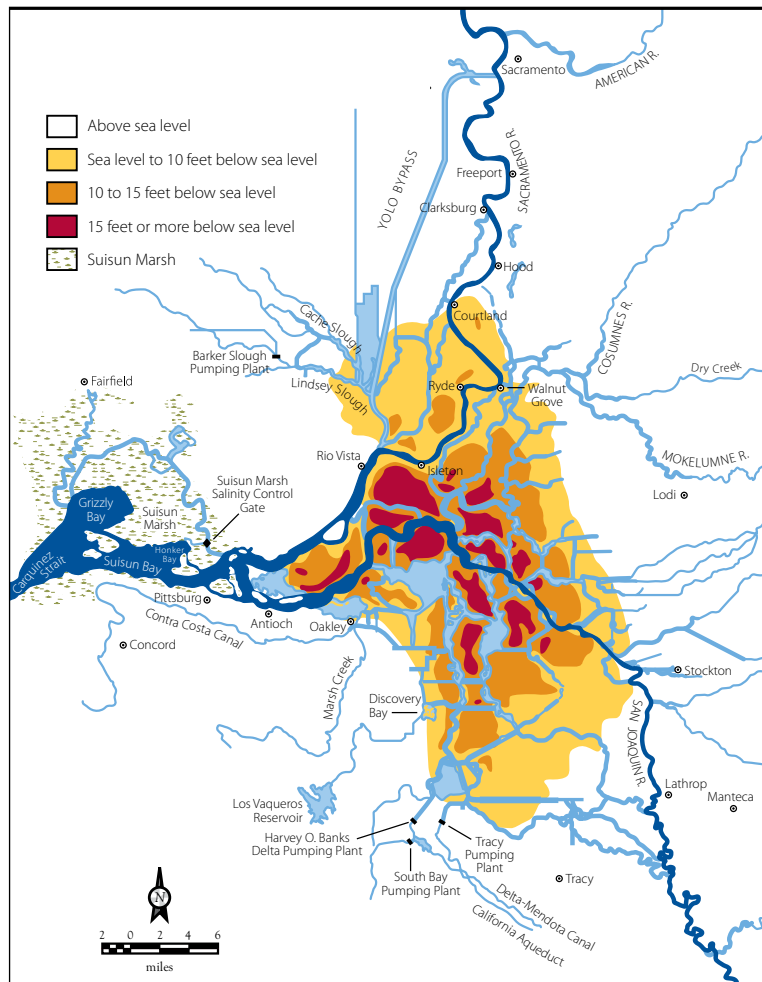 Sacramento
AMERICAN R.
Above sea level
Sea level to 10 feet below sea level
10 to 15 feet below sea level
15 feet or more below sea level
Suisun Marsh
YOLO BYPASS
SACRAMENTO R.
Freeport
Clarksburg
Hood
Courtland
Cache Slough
COSUMNES R.
Barker Slough
Pumping Plant
Dry Creek
Fairfield
Lindsey Slough
Ryde
Walnut
Grove
MOKELUMNE R.
Rio Vista
Isleton
Suisun Marsh
Salinity Control
Gate
Lodi
Grizzly
Bay
Suisun
Marsh
Honker
Bay
Carquinez
Strait
Suisun Bay
Pittsburg
Contra Costa Canal
Antioch
Oakley
Concord
Marsh Creek
Stockton
Discovery
Bay
SAN JOAQUIN R.
Los Vaqueros
Reservoir
Lathrop
Manteca
Harvey O. Banks
Delta Pumping Plant
Tracy
Pumping
Plant
South Bay
Pumping Plant
Tracy
Delta-Mendota Canal
California Aqueduct
N
2 0 2 4 6
miles